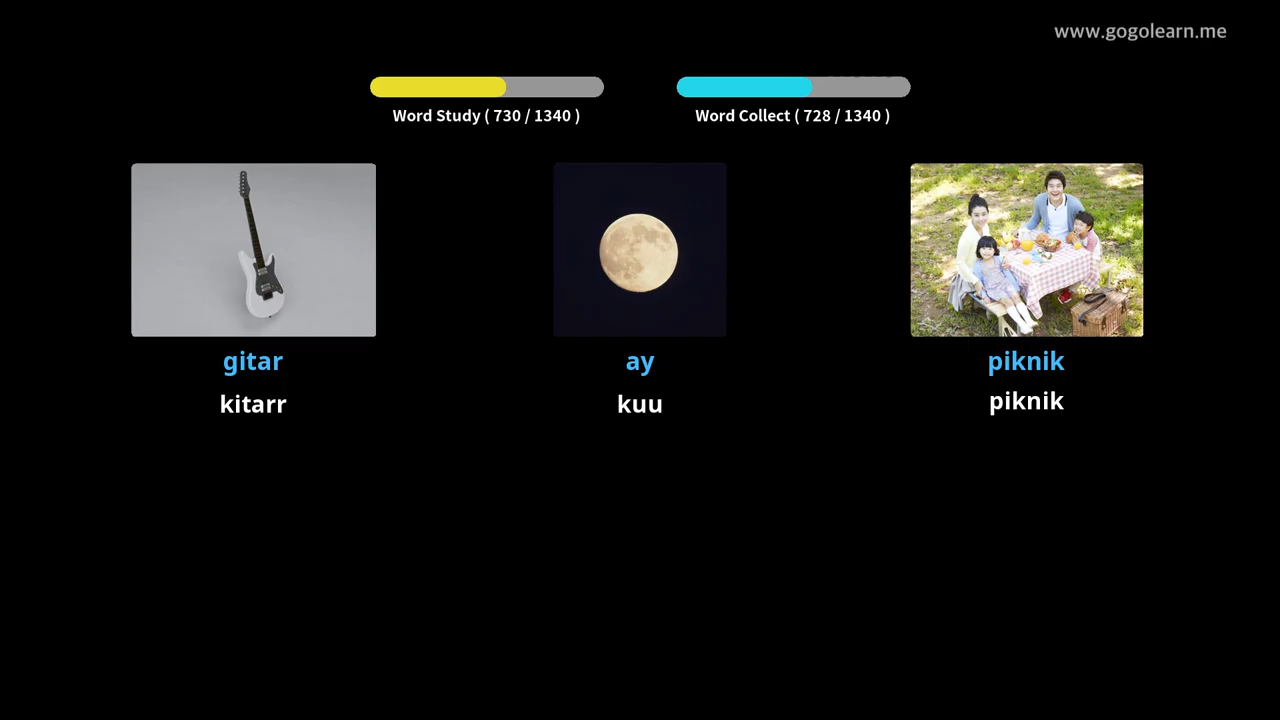 www.gogolearn.me
Word Study ( 730 / 1340 )
Word Collect ( 728 / 1340 )
gitar
ay
piknik
kitarr
kuu
piknik